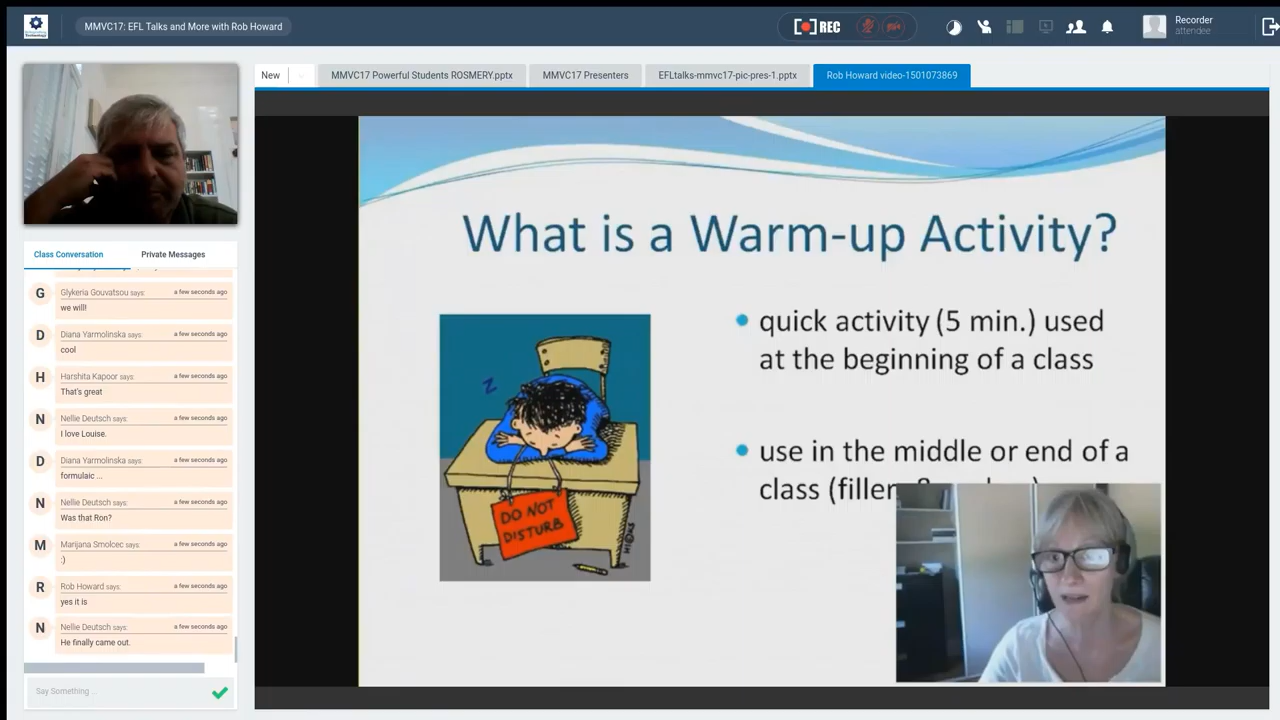 MMVC17: EFL Talks and More with Rob Howard
REC
Recorder
attendee
New
MMVC17 Powerful Students ROSMERY.pptx
MMVC17 Presenters
EFLtalks-mmvc17-pic-pres-1.pptx
Rob Howard video-1501073869
Class Conversation
Private Messages
G
Glykeria Gouvatsou says:
a few seconds ago
we will!
D
Diana Yarmolinska says:
a few seconds ago
cool
H
Harshita Kapoor says:
a few seconds ago
That's great
N
Nellie Deutsch says:
a few seconds ago
I love Louise.
D
Diana Yarmolinska says:
a few seconds ago
formulaic ...
N
Nellie Deutsch says:
a few seconds ago
Was that Ron?
M
Marijana Smolcec says:
a few seconds ago
:)
R
Rob Howard says:
a few seconds ago
yes it is
N
Nellie Deutsch says:
a few seconds ago
He finally came out.
Say Something ...
What is a Warm-up Activity?
Z
DO NOT
DISTURB
• quick activity (5 min.) used
at the beginning of a class
• use in the middle or end of a
class